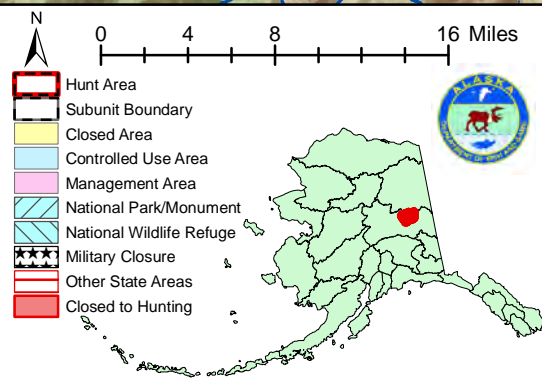 N
0 4 8 16 Miles
Hunt Area
Subunit Boundary
Closed Area
Controlled Use Area
Management Area
National Park/Monument
National Wildlife Refuge
Military Closure
Other State Areas
Closed to Hunting
ALASKA